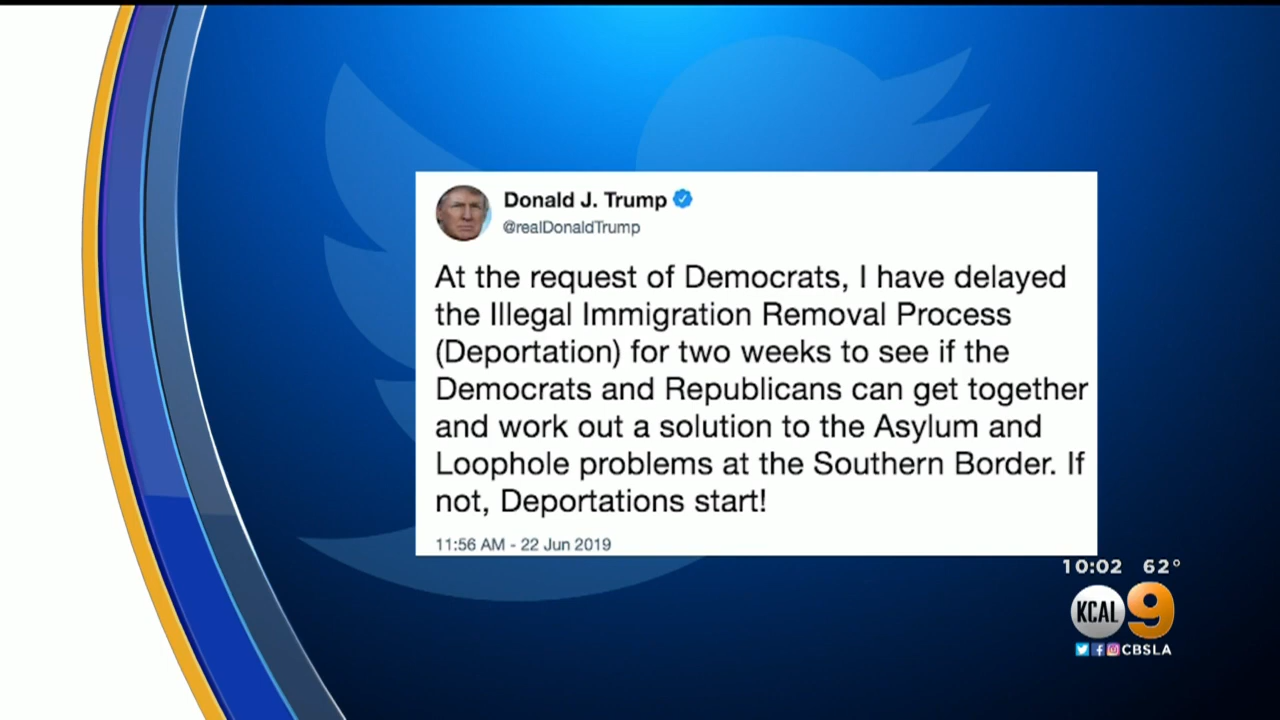 Donald J. Trump
@realDonaldTrump
At the request of Democrats, I have delayed
the Illegal Immigration Removal Process
(Deportation) for two weeks to see if the
Democrats and Republicans can get together
and work out a solution to the Asylum and
Loophole problems at the Southern Border. If
not, Deportations start!
11:56 AM - 22 Jun 2019
10:02 62°
KCAL 9
CBSLA